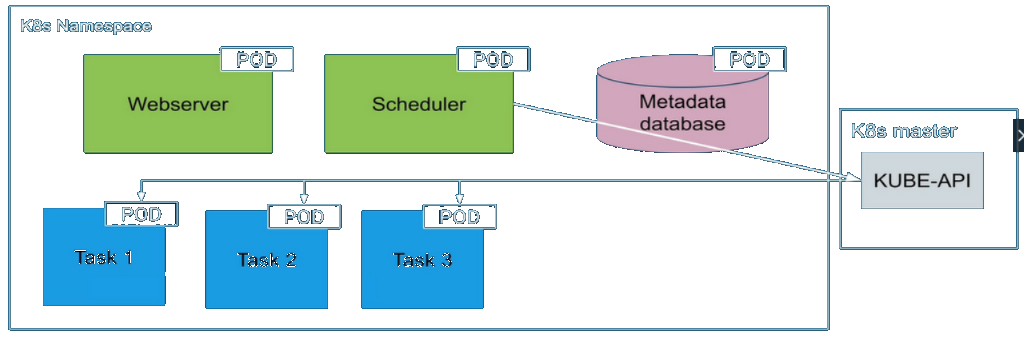 K8s Namespace
POD
POD
POD
Webserver
Scheduler
Metadata
database
K8s master
KUBE-API
POD
POD
POD
Task 1
Task 2
Task 3